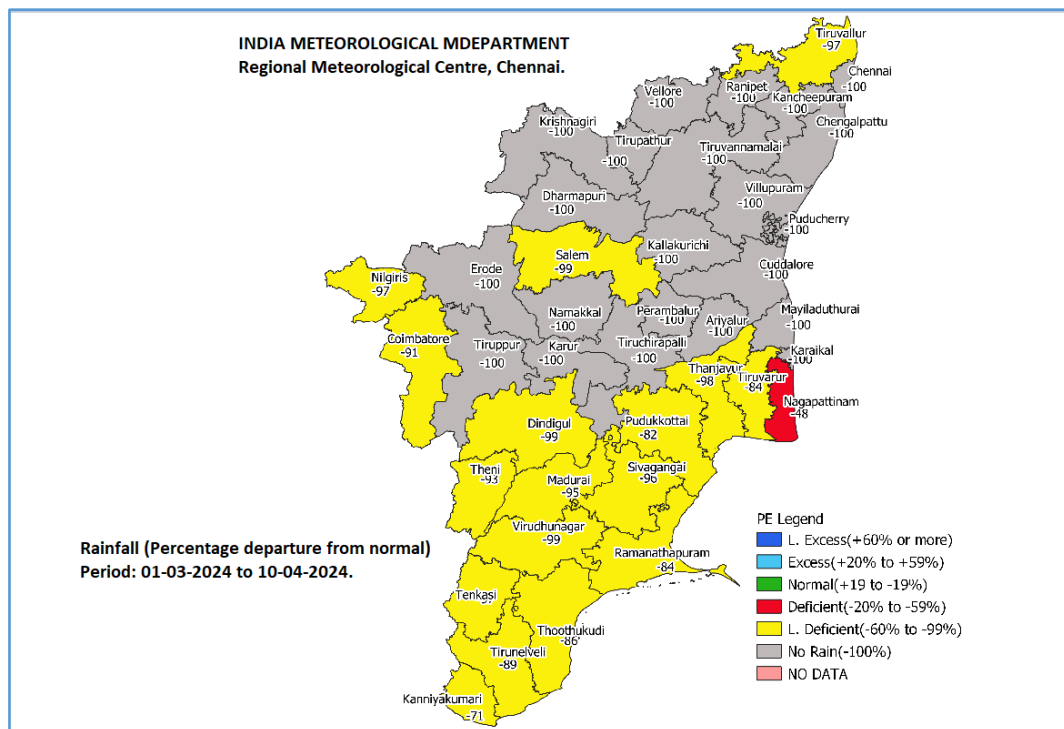 INDIA METEOROLOGICAL MDEPARTMENT
Regional Meteorological Centre, Chennai.
Tiruvallur
-97
Chennai
-100
Ranipet
-100
Vellore
-100
Kancheepuram
-100
Chengalpattu
-100
Krishnagiri
-100
Tirupathur
-100
Tiruvannamalai
-100
Villupuram
-100
Dharmapuri
-100
Puducherry
-100
Kallakurichi
-100
Salem
-99
Cuddalore
-100
Erode
-100
Nilgiris
-97
Namakkal
-100
Perambalur
-100
Ariyalur
-100
Mayiladuthurai
-100
Coimbatore
-91
Tiruppur
-100
Karur
-100
Tiruchirapalli
-100
Karaikal
-100
Thanjavur
-98
Tiruvarur
-84
Nagapattinam
-48
Dindigul
-99
Pudukkottai
-82
Theni
-93
Madurai
-95
Sivagangai
-96
Virudhunagar
-99
Ramanathapuram
-84
Rainfall (Percentage departure from normal)
Period: 01-03-2024 to 10-04-2024.
Tenkasi
Thoothukudi
-86
Tirunelveli
-89
Kanniyakumari
-71
PE Legend
L. Excess(+60% or more)
Excess(+20% to +59%)
Normal(+19 to -19%)
Deficient(-20% to -59%)
L. Deficient(-60% to -99%)
No Rain(-100%)
NO DATA